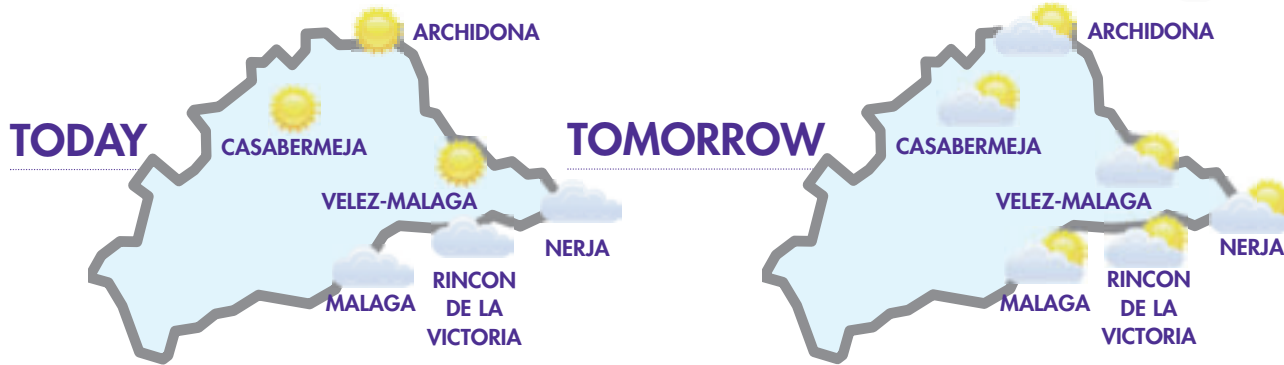 TODAY
ARCHIDONA
CASABERMEJA
VELEZ-MALAGA
NERJA
MALAGA
RINCON
DE LA
VICTORIA
TOMORROW
ARCHIDONA
CASABERMEJA
VELEZ-MALAGA
NERJA
MALAGA
RINCON
DE LA
VICTORIA